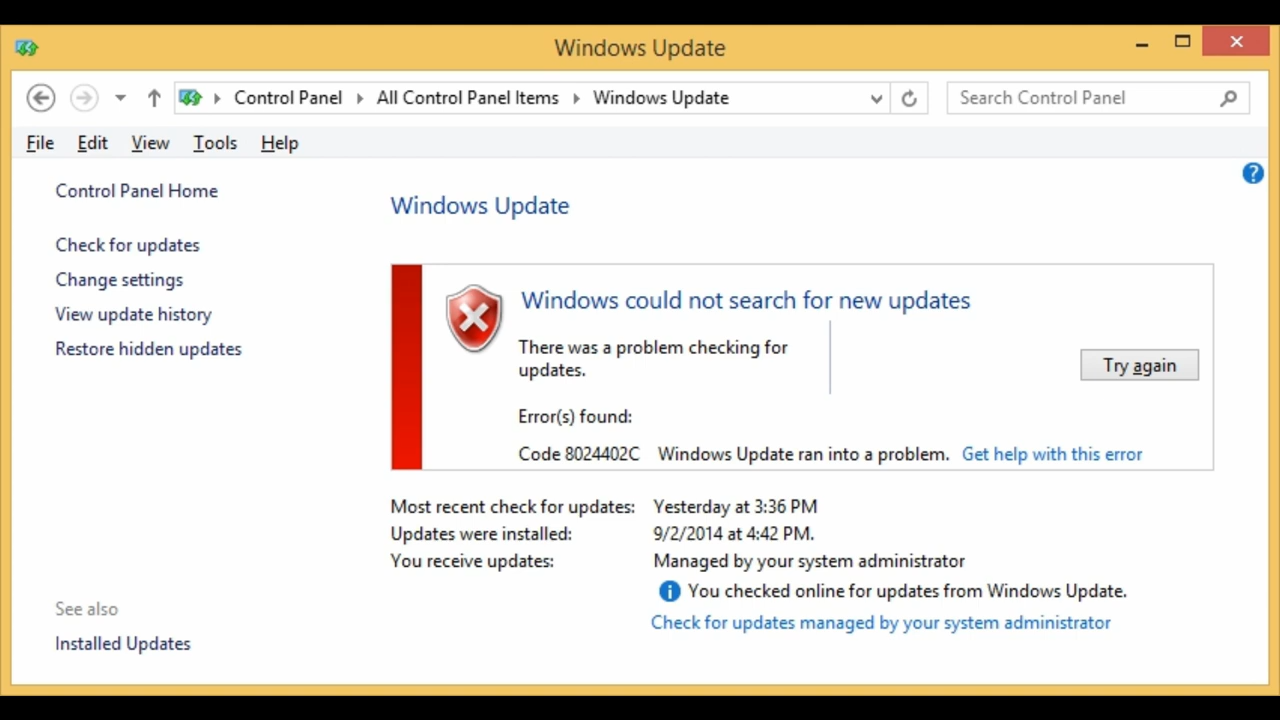 Windows Update
Control Panel All Control Panel Items Windows Update
Search Control Panel
File Edit View Tools Help
Control Panel Home
Check for updates
Change settings
View update history
Restore hidden updates
See also
Installed Updates
Windows Update
Windows could not search for new updates
There was a problem checking for
updates.
Try again
Error(s) found:
Code 8024402C Windows Update ran into a problem. Get help with this error
Most recent check for updates: Yesterday at 3:36 PM
Updates were installed: 9/2/2014 at 4:42 PM.
You receive updates: Managed by your system administrator
You checked online for updates from Windows Update.
Check for updates managed by your system administrator